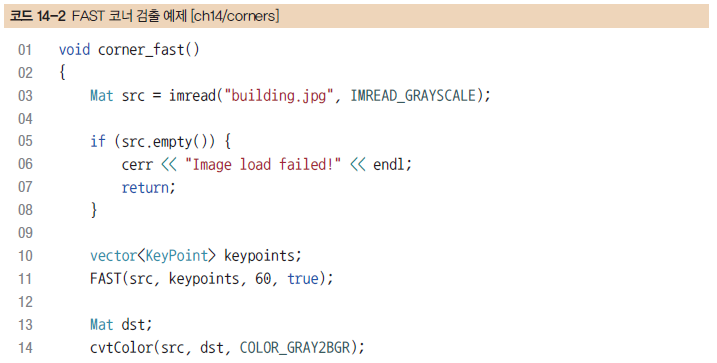 코드 14-2 FAST 코너 검출 예제 [ch14/corners]
01 void corner_fast()
02 {
03 Mat src = imread("building.jpg", IMREAD_GRAYSCALE);
04
05 if (src.empty()) {
06 cerr << "Image load failed!" << endl;
07 return;
08 }
09
10 vector<KeyPoint> keypoints;
11 FAST(src, keypoints, 60, true);
12
13 Mat dst;
14 cvtColor(src, dst, COLOR_GRAY2BGR);